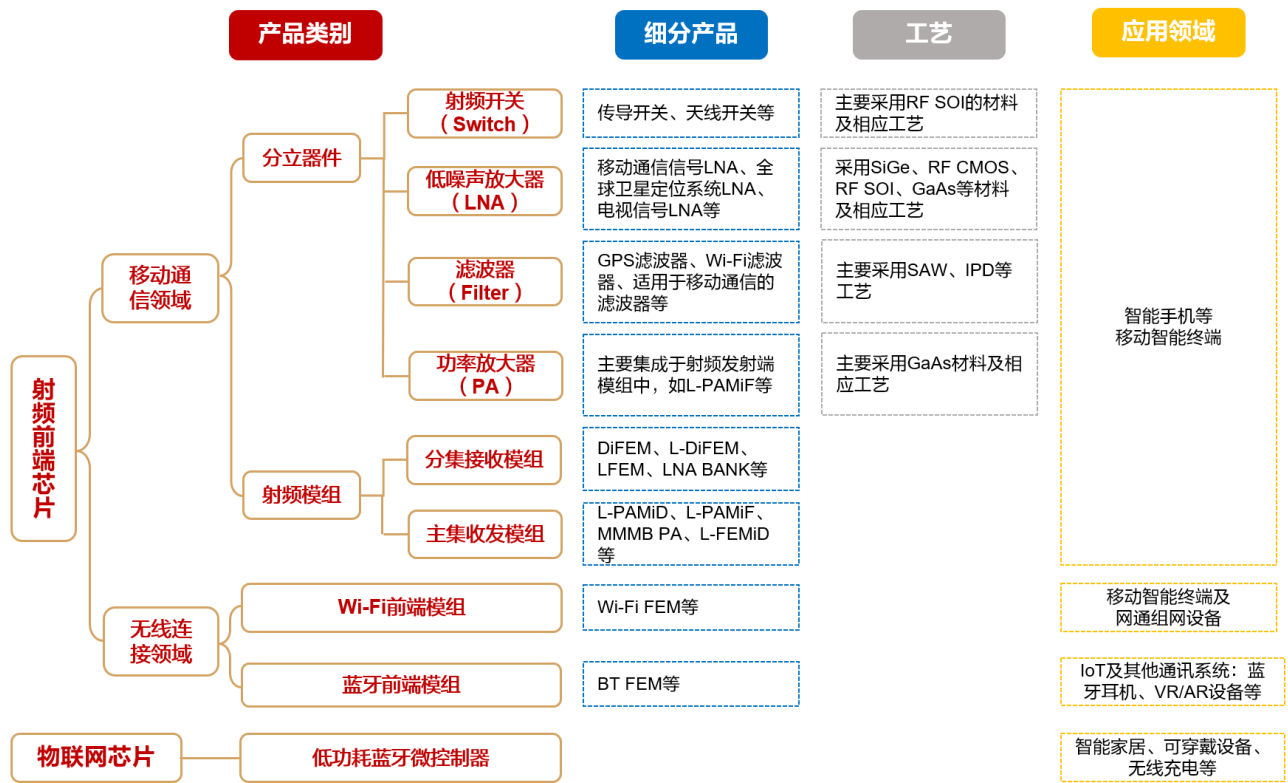 产品类别
细分产品
工艺
应用领域
射频前端芯片
移动通
信领域
分立器件
射频开关
（Switch）
传导开关、天线开关等
主要采用RF SOI的材料
及相应工艺
低噪声放大器
（LNA）
移动通信信号LNA、全
球卫星定位系统LNA、
电视信号LNA等
采用SiGe、RF CMOS、
RF SOI、GaAs等材料
及相应工艺
滤波器
（Filter）
GPS滤波器、Wi-Fi滤波
器、适用于移动通信的
滤波器等
主要采用SAW、IPD等
工艺
功率放大器
（PA）
主要集成于射频发射端
模组中，如L-PAMiF等
主要采用GaAs材料及相
应工艺
智能手机等
移动智能终端
射频模组
分集接收模组
DiFEM、L-DiFEM、
LFEM、LNA BANK等
主集收发模组
L-PAMiD、L-PAMiF、
MMMB PA、L-FEMiD
等
无线连
接领域
Wi-Fi前端模组
Wi-Fi FEM等
移动智能终端及
网通组网设备
蓝牙前端模组
BT FEM等
IoT及其他通讯系统：蓝
牙耳机、VR/AR设备等
物联网芯片
低功耗蓝牙微控制器
智能家居、可穿戴设备、
无线充电等